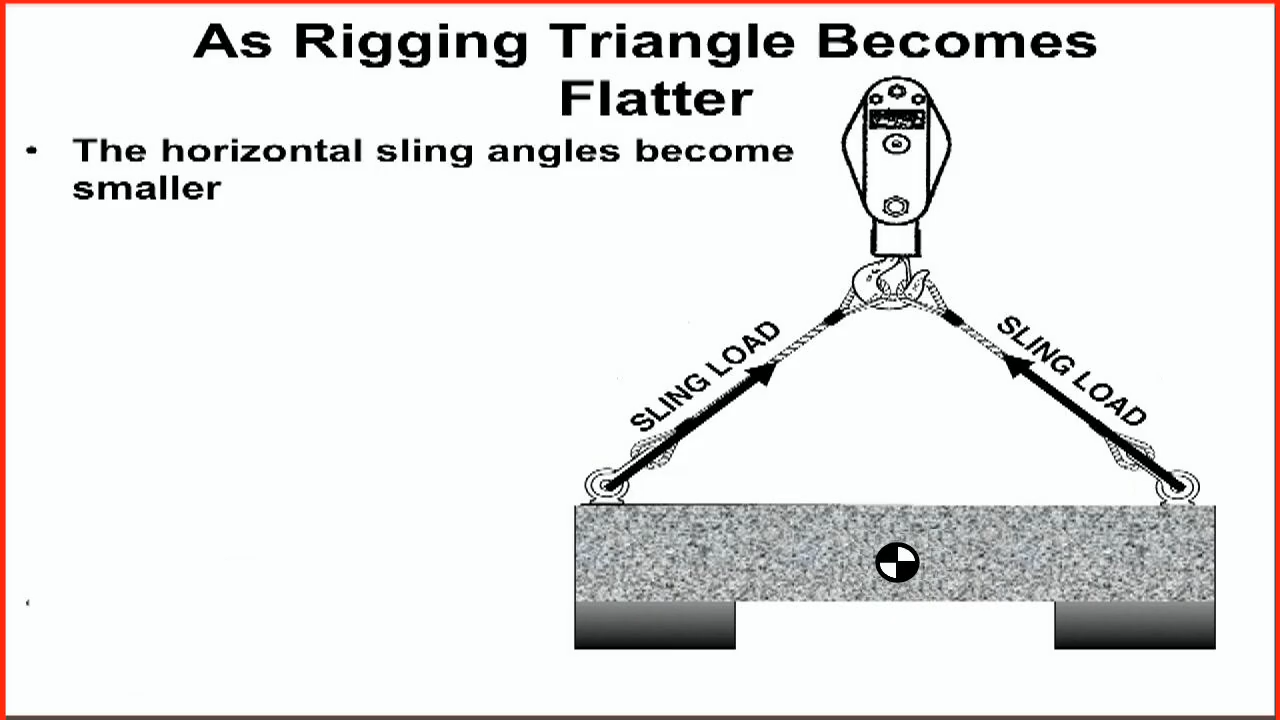 As Rigging Triangle Becomes
Flatter
• The horizontal sling angles become
smaller
SLING LOAD
SLING LOAD